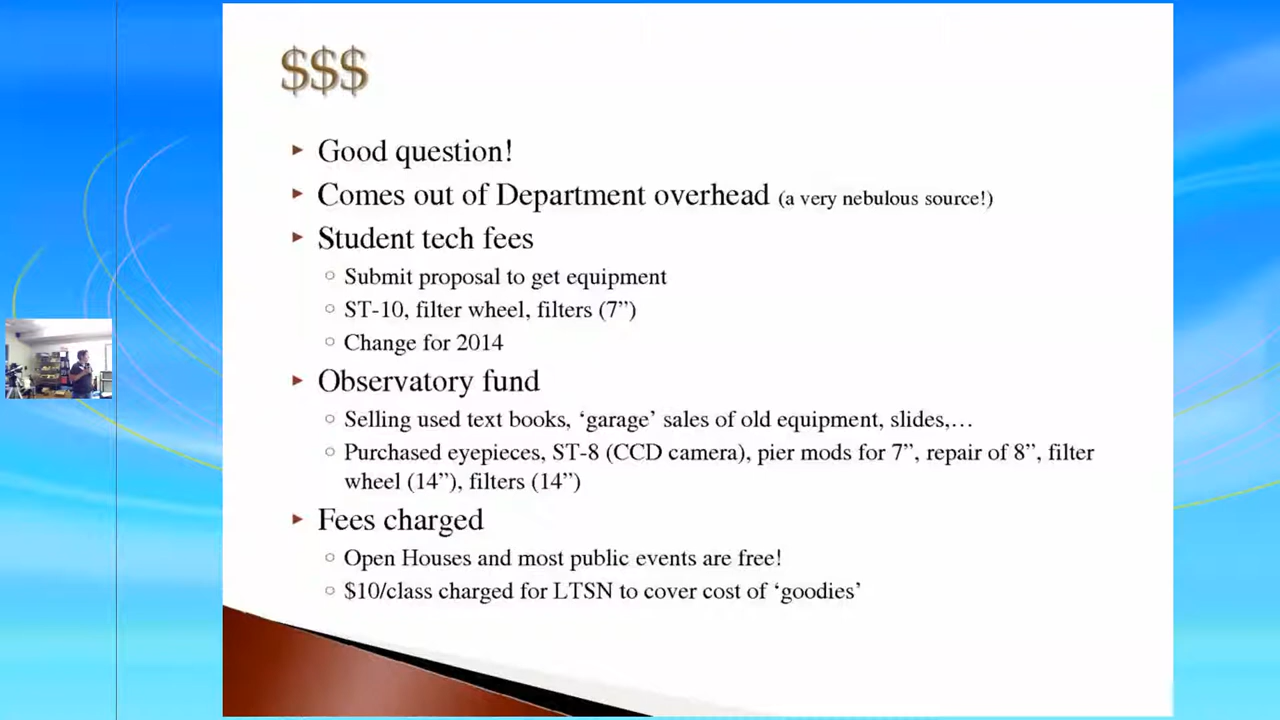 $$$
Good question!
Comes out of Department overhead (a very nebulous source!)
Student tech fees
Submit proposal to get equipment
ST-10, filter wheel, filters (7”)
Change for 2014
Observatory fund
Selling used text books, ‘garage’ sales of old equipment, slides,…
Purchased eyepieces, ST-8 (CCD camera), pier mods for 7”, repair of 8”, filter
wheel (14”), filters (14”)
Fees charged
Open Houses and most public events are free!
$10/class charged for LTSN to cover cost of ‘goodies’